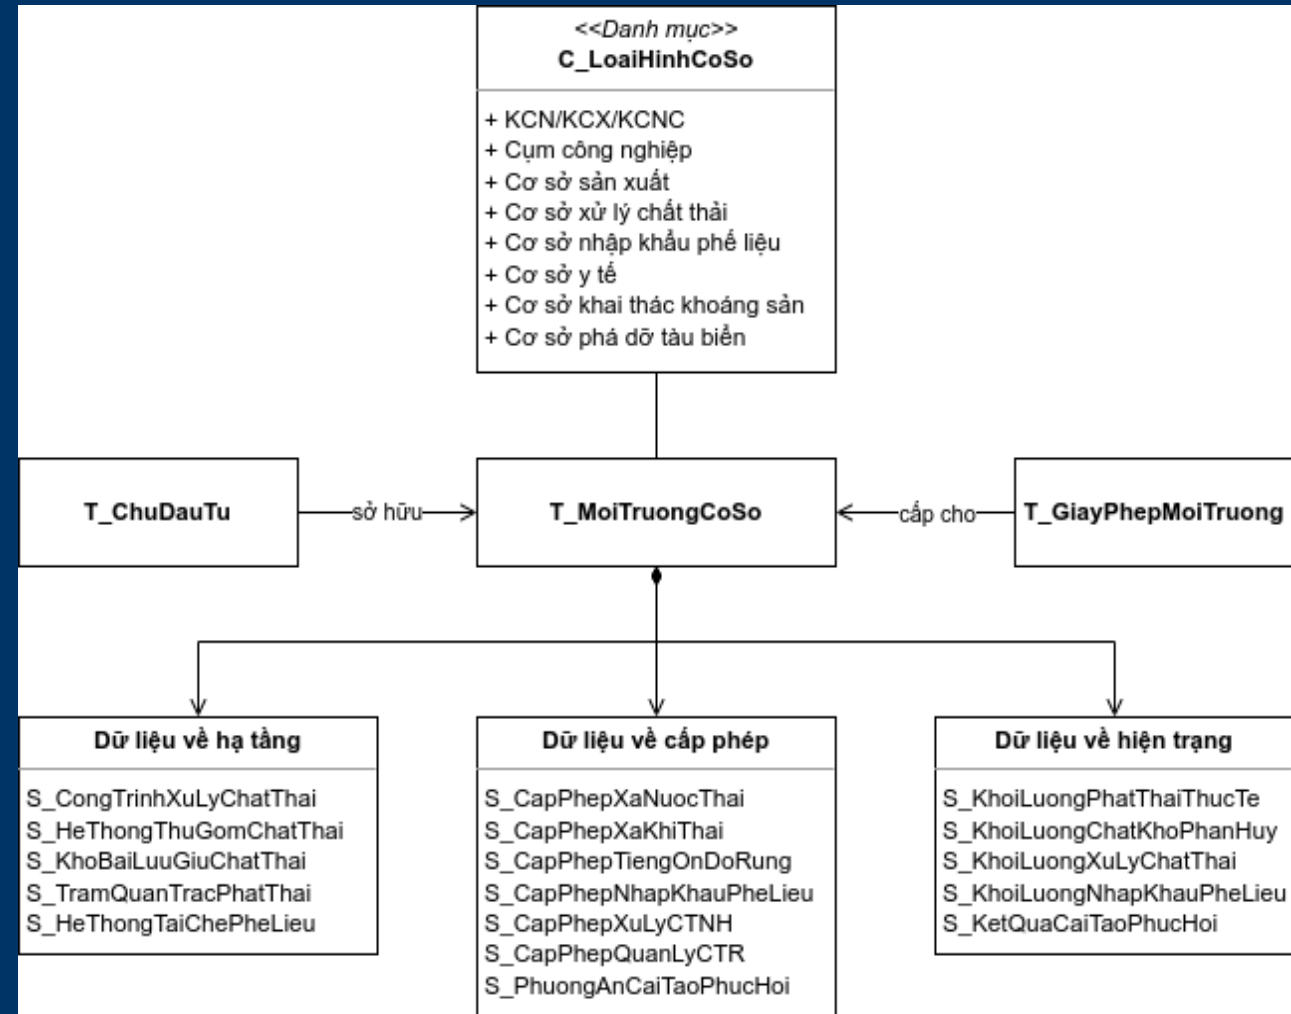 <<Danh mục>>
C_LoaiHinhCoSo
+ KCN/KCX/KCNC
+ Cụm công nghiệp
+ Cơ sở sản xuất
+ Cơ sở xử lý chất thải
+ Cơ sở nhập khẩu phế liệu
+ Cơ sở y tế
+ Cơ sở khai thác khoáng sản
+ Cơ sở phá dỡ tàu biển
T_ChuDauTu
sở hữu
T_MoiTruongCoSo
cấp cho
T_GiayPhepMoiTruong
Dữ liệu về hạ tầng
S_CongTrinhXuLyChatThai
S_HeThongThuGomChatThai
S_KhoBaiLuuGiuChatThai
S_TramQuanTracPhatThai
S_HeThongTaiChePheLieu
Dữ liệu về cấp phép
S_CapPhepXaNuocThai
S_CapPhepXaKhiThai
S_CapPhepTiengOnDoRung
S_CapPhepNhapKhauPheLieu
S_CapPhepXuLyCTNH
S_CapPhepQuanLyCTR
S_PhuongAnCaiTaoPhucHoi
Dữ liệu về hiện trạng
S_KhoiLuongPhatThaiThucTe
S_KhoiLuongChatKhoPhanHuy
S_KhoiLuongXuLyChatThai
S_KhoiLuongNhapKhauPheLieu
S_KetQuaCaiTaoPhucHoi